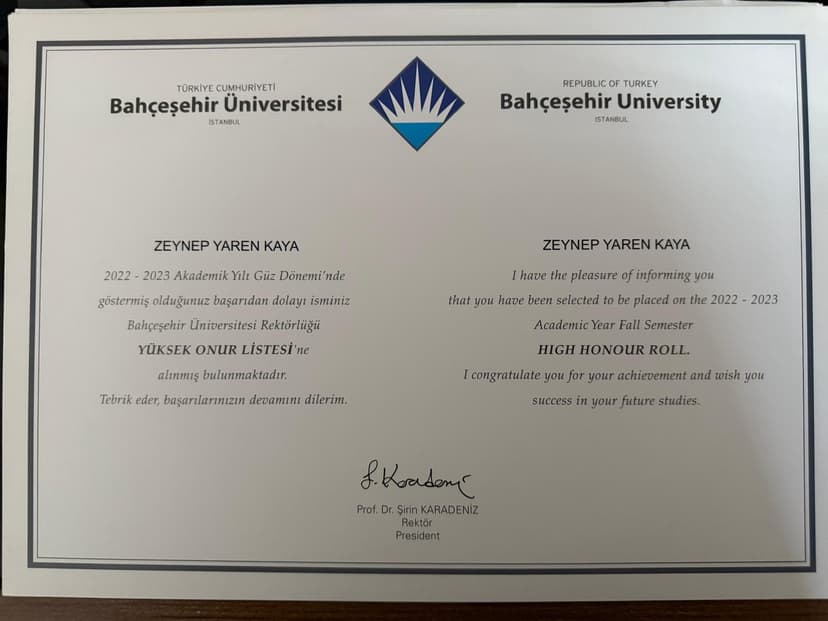 TÜRKİYE CUMHURİYETİ
Bahçeşehir Üniversitesi
İSTANBUL
REPUBLIC OF TURKEY
Bahçeşehir University
ISTANBUL
ZEYNEP YAREN KAYA
2022 - 2023 Akademik Yılı Güz Dönemi'nde
göstermiş olduğunuz başarıdan dolayı isminiz
Bahçeşehir Üniversitesi Rektörlüğü
YÜKSEK ONUR LİSTESİ'ne
alınmış bulunmaktadır.
Tebrik eder, başarılarınızın devamını dilerim.
ZEYNEP YAREN KAYA
I have the pleasure of informing you
that you have been selected to be placed on the 2022 - 2023
Academic Year Fall Semester
HIGH HONOUR ROLL.
I congratulate you for your achievement and wish you
success in your future studies.
Ş. Karadeniz
Prof. Dr. Şirin KARADENİZ
Rektör
President